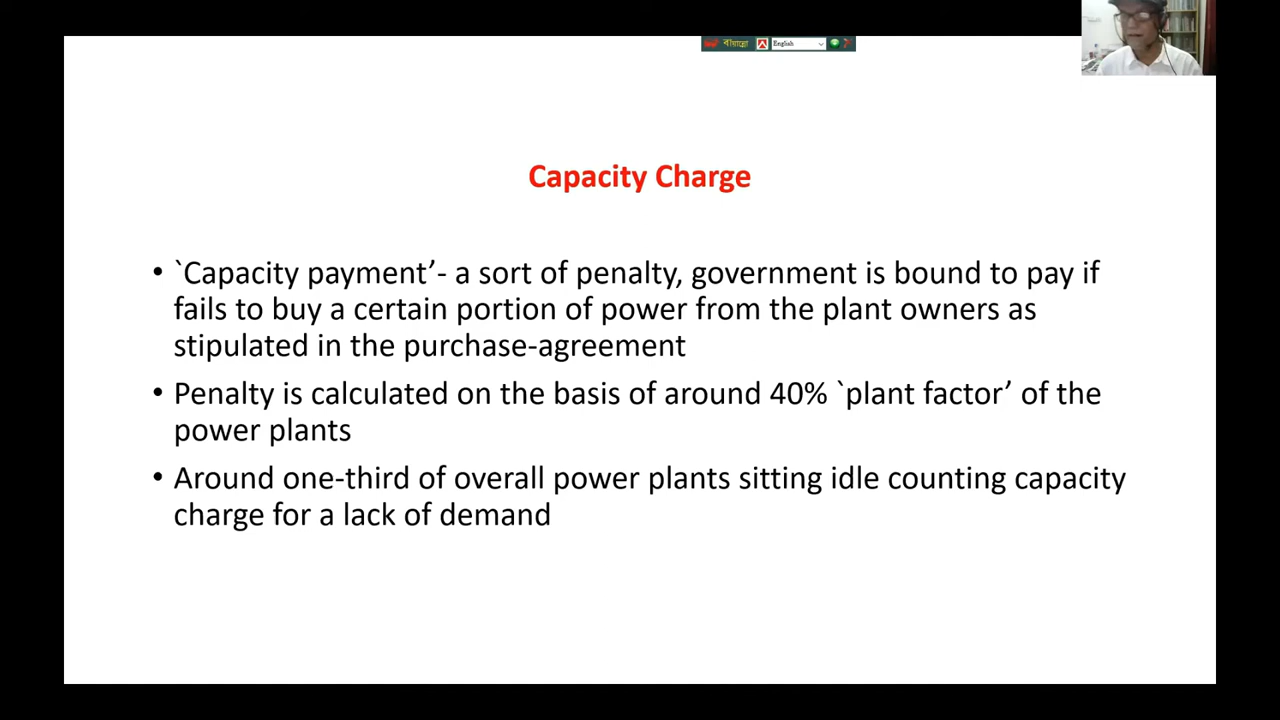 বায়ান্নো English
Capacity Charge
• `Capacity payment’- a sort of penalty, government is bound to pay if
fails to buy a certain portion of power from the plant owners as
stipulated in the purchase-agreement
• Penalty is calculated on the basis of around 40% `plant factor’ of the
power plants
• Around one-third of overall power plants sitting idle counting capacity
charge for a lack of demand